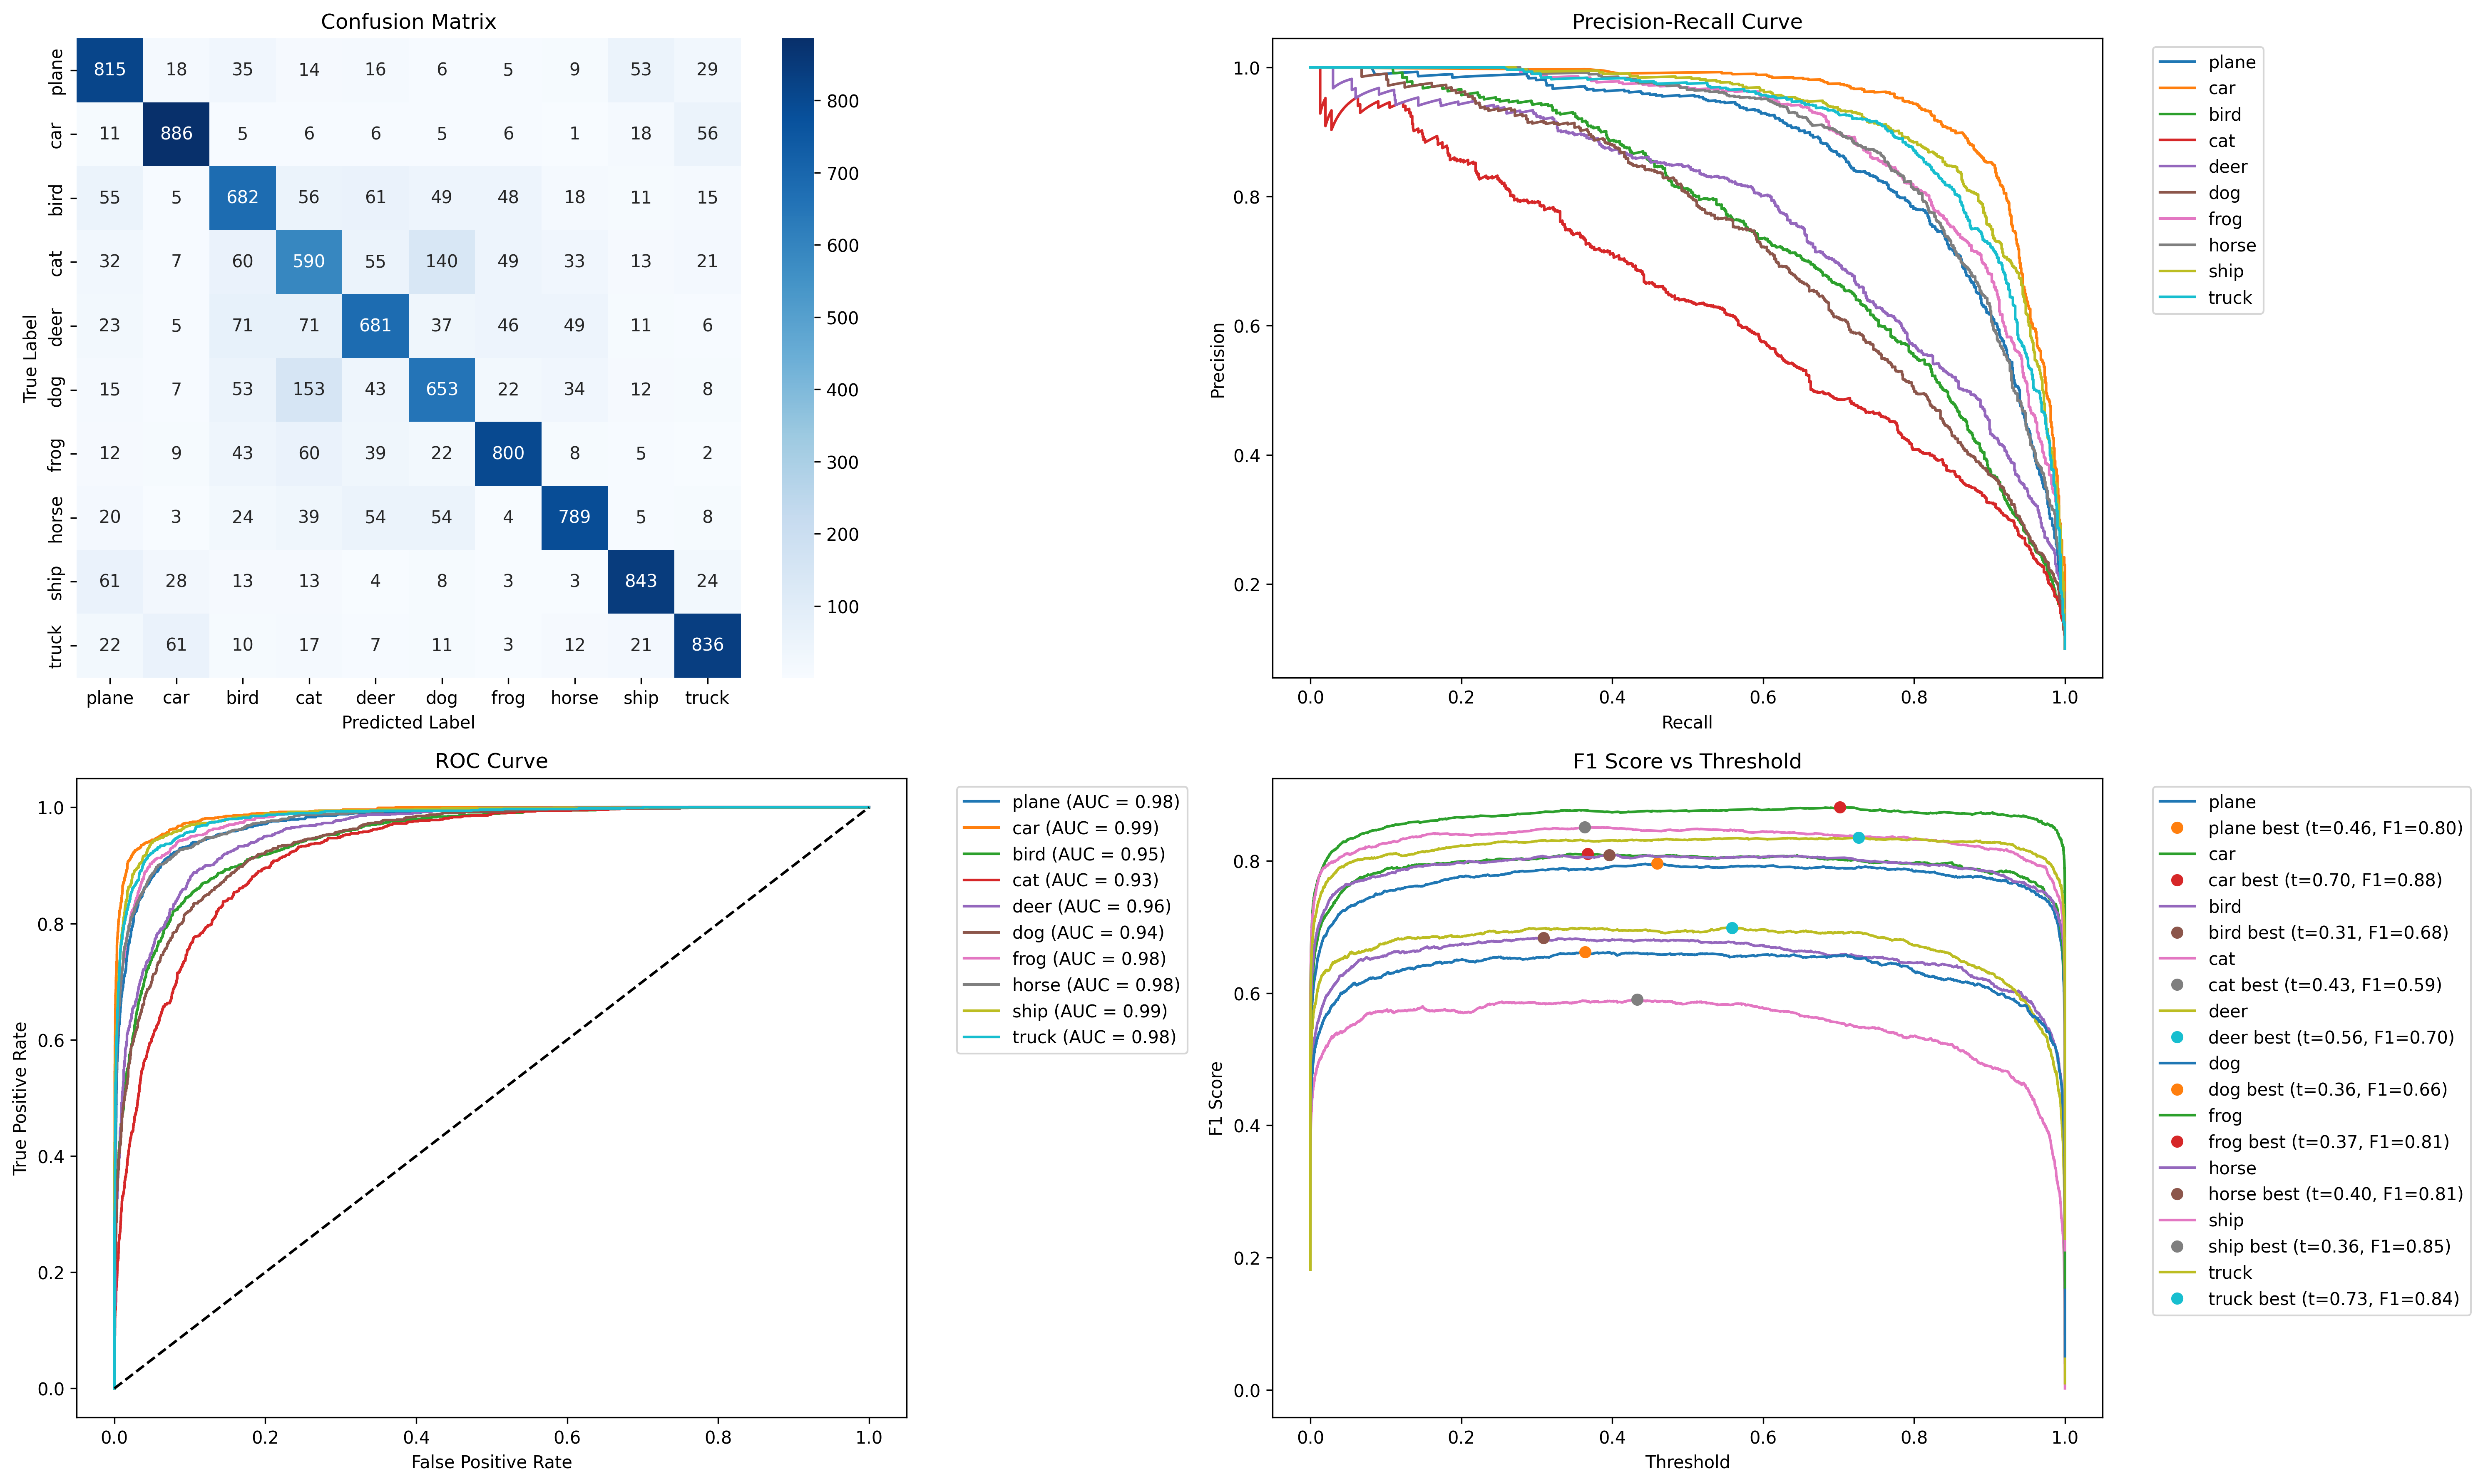 Confusion Matrix
True Label
plane 815 18 35 14 16 6 5 9 53 29
car 11 886 5 6 6 5 6 1 18 56
bird 55 5 682 56 61 49 48 18 11 15
cat 32 7 60 590 55 140 49 33 13 21
deer 23 5 71 71 681 37 46 49 11 6
dog 15 7 53 153 43 653 22 34 12 8
frog 12 9 43 60 39 22 800 8 5 2
horse 20 3 24 39 54 54 4 789 5 8
ship 61 28 13 13 4 8 3 3 843 24
truck 22 61 10 17 7 11 3 12 21 836
plane car bird cat deer dog frog horse ship truck
Predicted Label
800
700
600
500
400
300
200
100
Precision-Recall Curve
Precision
1.0
0.8
0.6
0.4
0.2
0.0 0.2 0.4 0.6 0.8 1.0
Recall
plane
car
bird
cat
deer
dog
frog
horse
ship
truck
ROC Curve
True Positive Rate
1.0
0.8
0.6
0.4
0.2
0.0
0.0 0.2 0.4 0.6 0.8 1.0
False Positive Rate
plane (AUC = 0.98)
car (AUC = 0.99)
bird (AUC = 0.95)
cat (AUC = 0.93)
deer (AUC = 0.96)
dog (AUC = 0.94)
frog (AUC = 0.98)
horse (AUC = 0.98)
ship (AUC = 0.99)
truck (AUC = 0.98)
F1 Score vs Threshold
F1 Score
0.8
0.6
0.4
0.2
0.0
0.0 0.2 0.4 0.6 0.8 1.0
Threshold
plane
plane best (t=0.46, F1=0.80)
car
car best (t=0.70, F1=0.88)
bird
bird best (t=0.31, F1=0.68)
cat
cat best (t=0.43, F1=0.59)
deer
deer best (t=0.56, F1=0.70)
dog
dog best (t=0.36, F1=0.66)
frog
frog best (t=0.37, F1=0.81)
horse
horse best (t=0.40, F1=0.81)
ship
ship best (t=0.36, F1=0.85)
truck
truck best (t=0.73, F1=0.84)